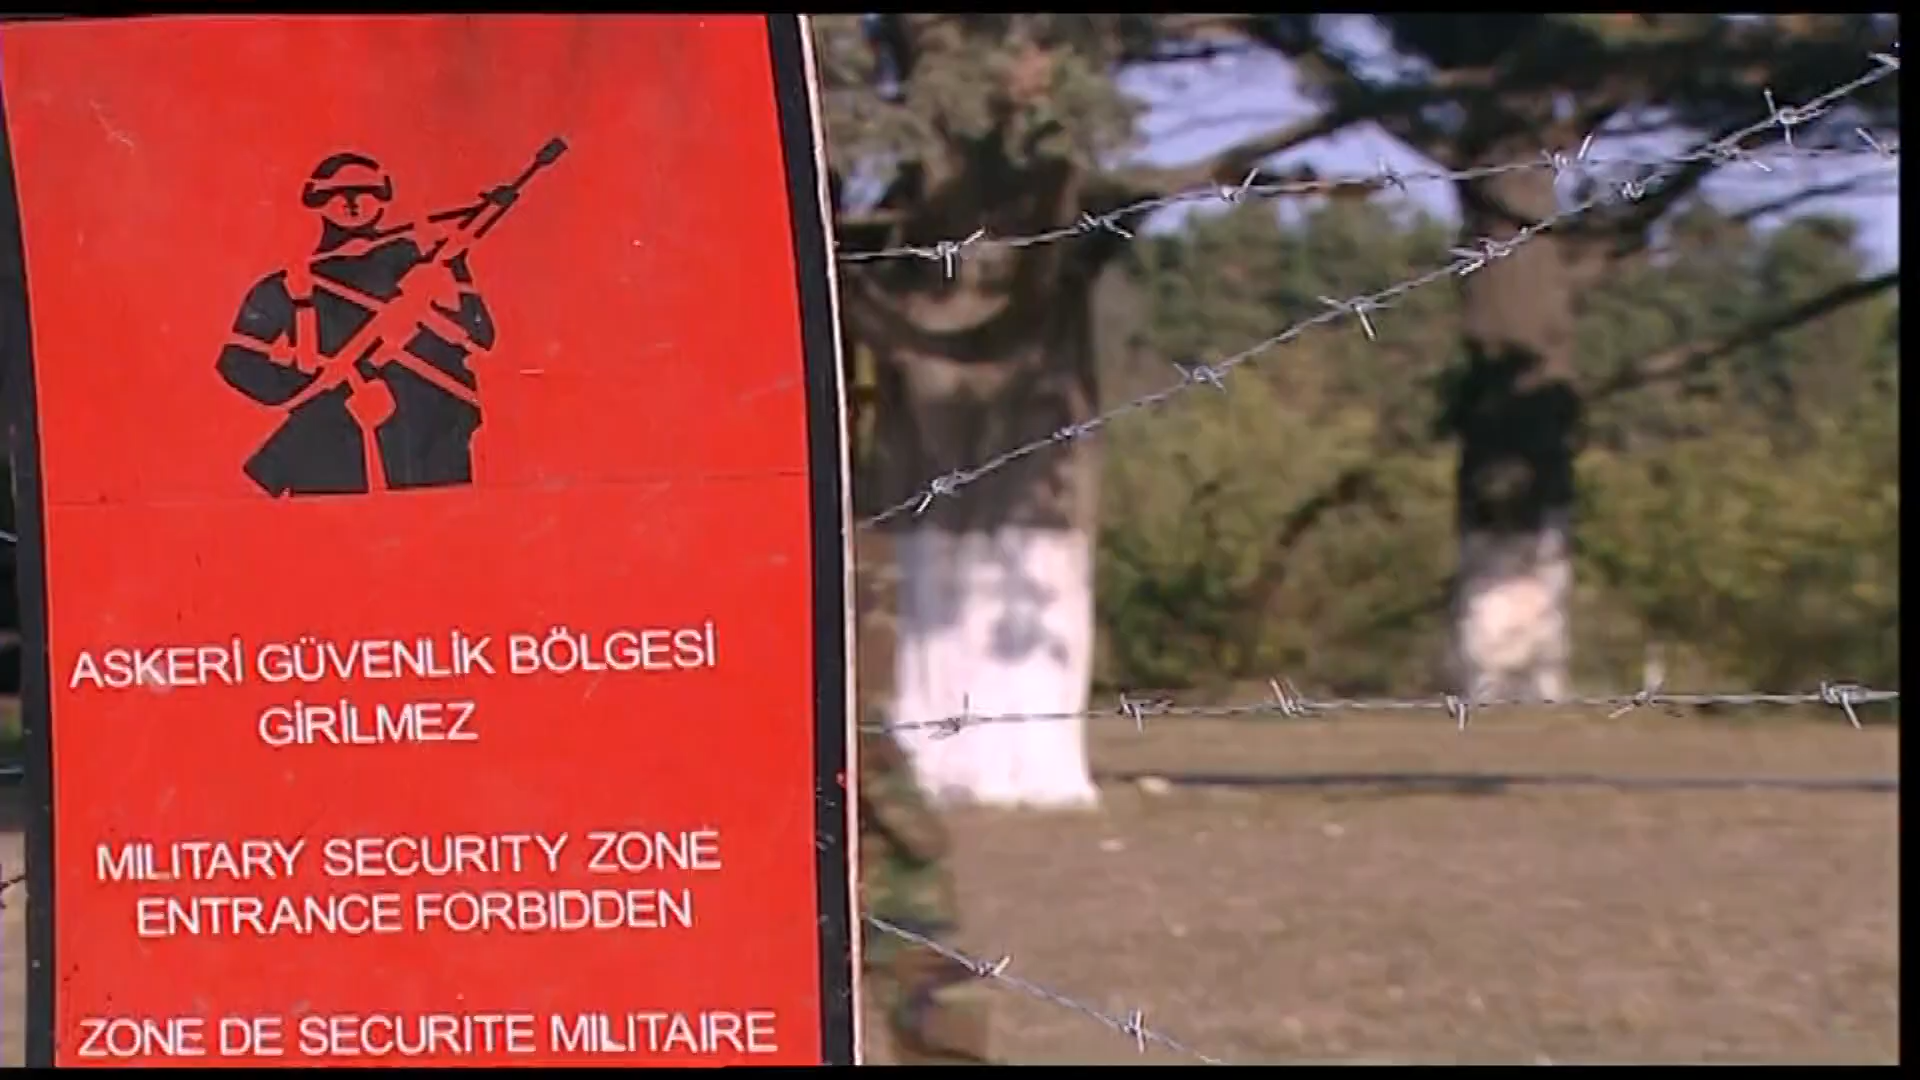 ASKERİ GÜVENLİK BÖLGESİ
GİRİLMEZ
MILITARY SECURITY ZONE
ENTRANCE FORBIDDEN
ZONE DE SECURITE MILITAIRE